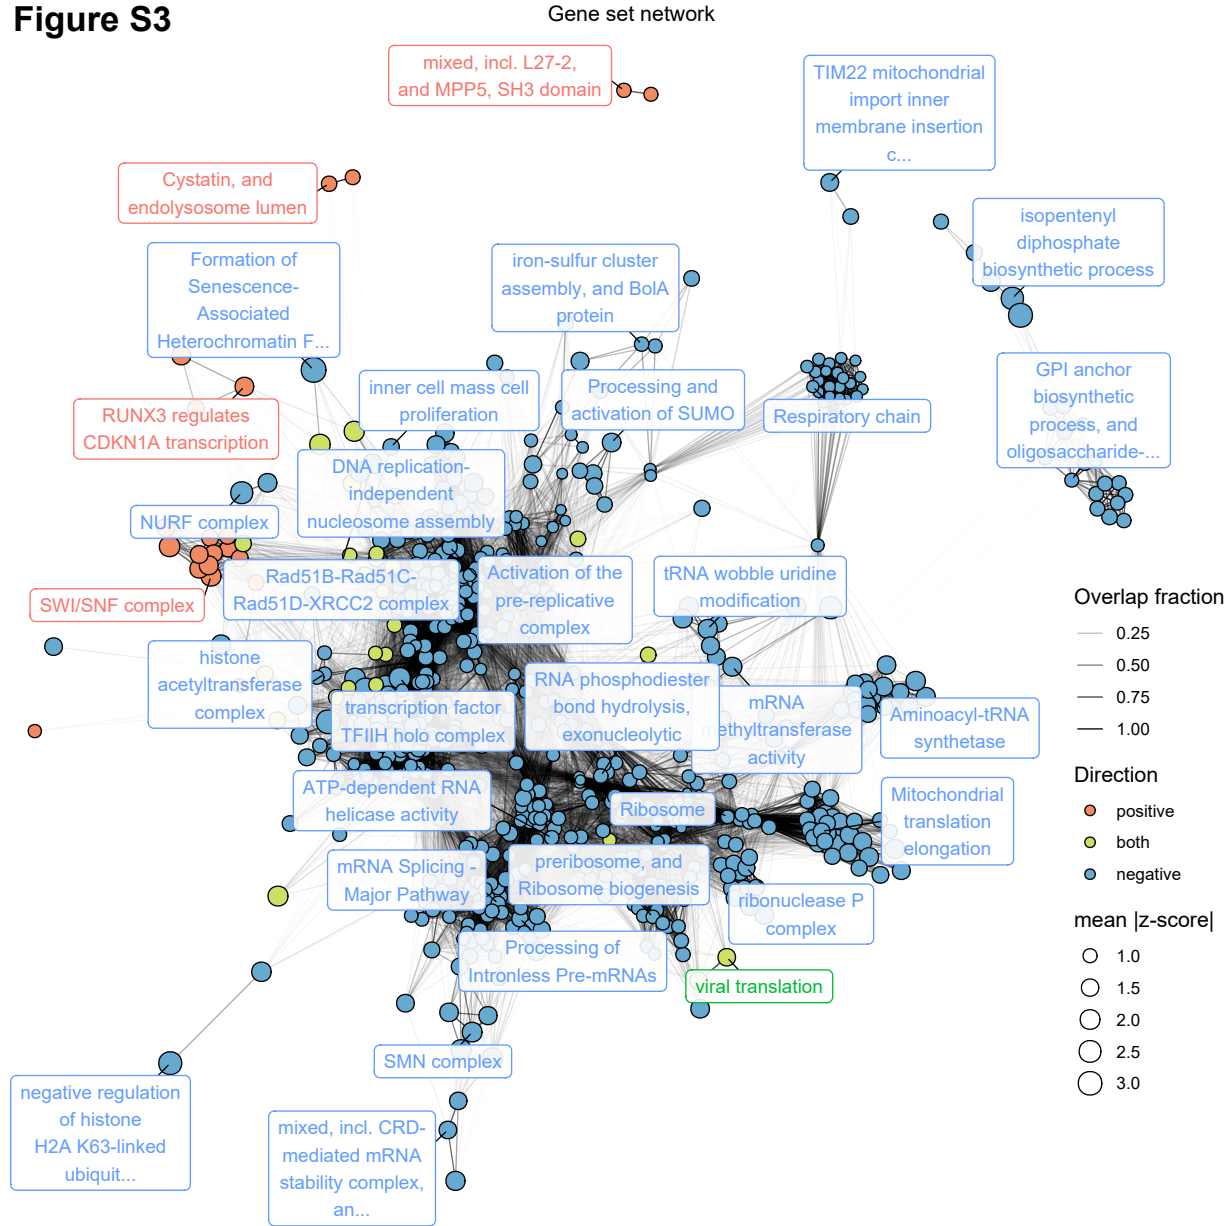 Figure S3
Gene set network
mixed, incl. L27-2,
and MPP5, SH3 domain
TIM22 mitochondrial
import inner
membrane insertion
c...
Cystatin, and
endolysosome lumen
isopentenyl
diphosphate
biosynthetic process
Formation of
Senescence-
Associated
Heterochromatin F...
iron-sulfur cluster
assembly, and BolA
protein
inner cell mass cell
proliferation
Processing and
activation of SUMO
Respiratory chain
GPI anchor
biosynthetic
process, and
oligosaccharide-...
RUNX3 regulates
CDKN1A transcription
DNA replication-
independent
nucleosome assembly
NURF complex
Rad51B-Rad51C-
Rad51D-XRCC2 complex
Activation of the
pre-replicative
complex
tRNA wobble uridine
modification
SWI/SNF complex
histone
acetyltransferase
complex
RNA phosphodiester
bond hydrolysis,
exonucleolytic
mRNA
ethyltransferase
activity
transcription factor
TFIIH holo complex
Aminoacyl-tRNA
synthetase
ATP-dependent RNA
helicase activity
Ribosome
Mitochondrial
translation
elongation
mRNA Splicing -
Major Pathway
preribosome, and
Ribosome biogenesis
ribonuclease P
complex
Processing of
Intronless Pre-mRNAs
viral translation
SMN complex
negative regulation
of histone
H2A K63-linked
ubiquit...
mixed, incl. CRD-
mediated mRNA
stability complex,
an...
Overlap fraction
0.25
0.50
0.75
1.00
Direction
positive
both
negative
mean |z-score|
1.0
1.5
2.0
2.5
3.0